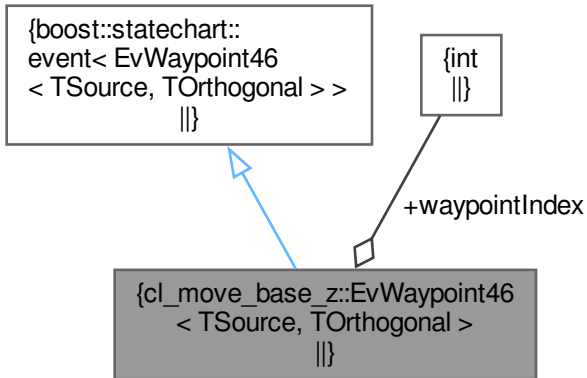 {boost::statechart::
event< EvWaypoint46
< TSource, TOrthogonal > >
||}
{int
||}
+waypointIndex
{cl_move_base_z::EvWaypoint46
< TSource, TOrthogonal >
||}